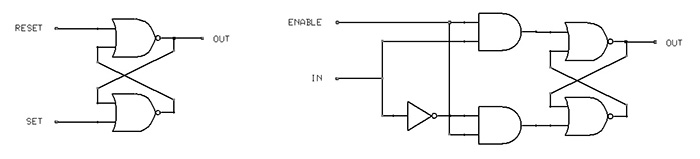 RESET
OUT
SET
ENABLE
IN
OUT